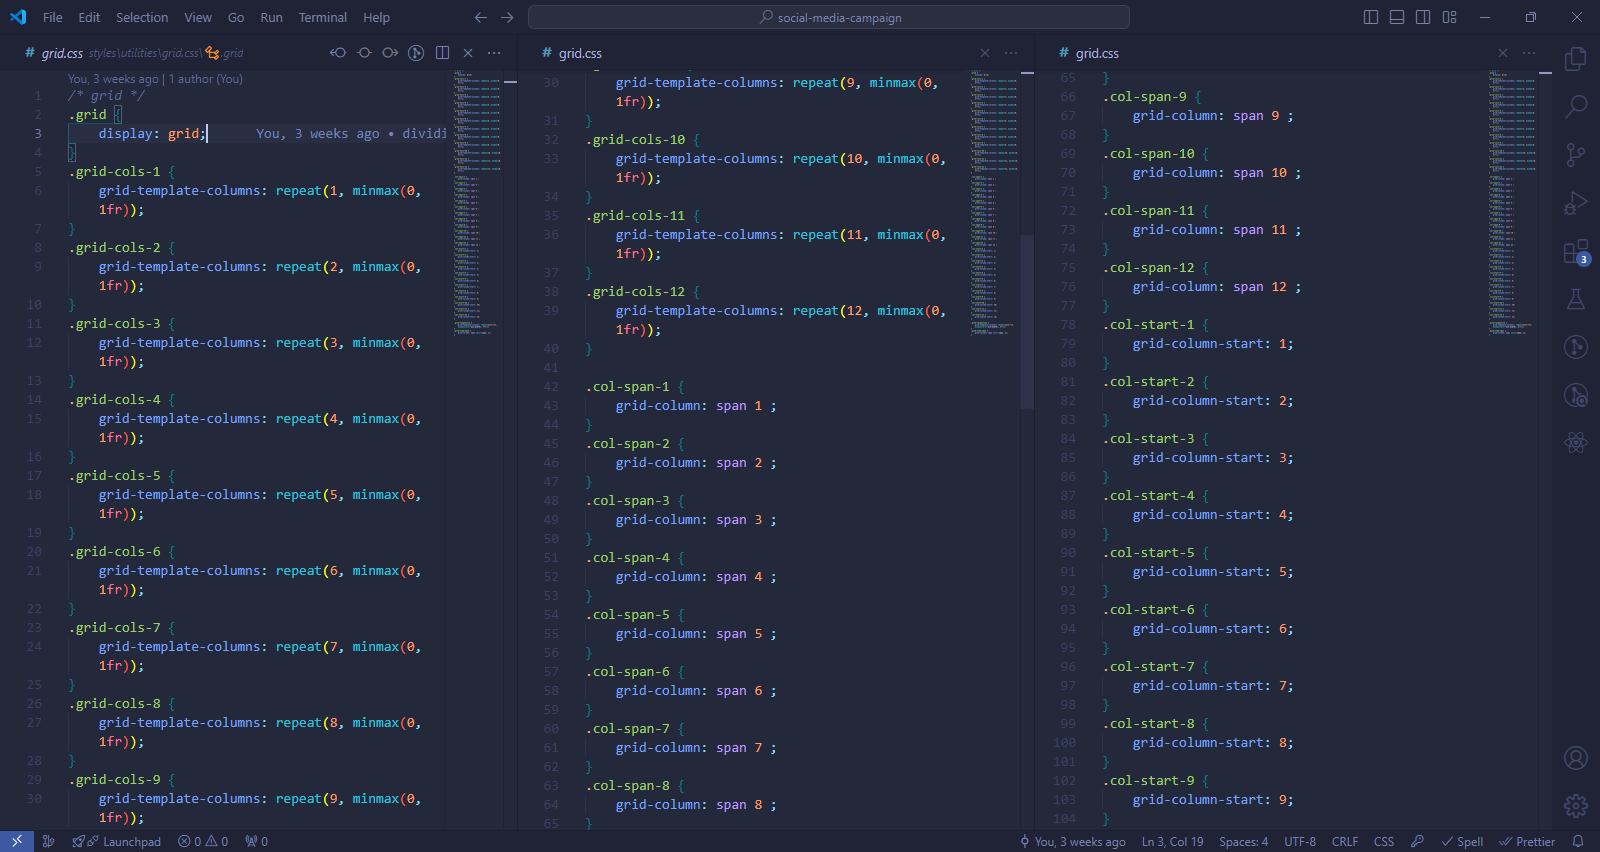 File Edit Selection View Go Run Terminal Help
social-media-campaign
# grid.css styles\utilities\grid.css\ .grid
You, 3 weeks ago | 1 author (You)
1 /* grid */
2 .grid {
3 display: grid; You, 3 weeks ago • dividi
4 }
5 .grid-cols-1 {
6 grid-template-columns: repeat(1, minmax(0,
1fr));
7 }
8 .grid-cols-2 {
9 grid-template-columns: repeat(2, minmax(0,
1fr));
10 }
11 .grid-cols-3 {
12 grid-template-columns: repeat(3, minmax(0,
1fr));
13 }
14 .grid-cols-4 {
15 grid-template-columns: repeat(4, minmax(0,
1fr));
16 }
17 .grid-cols-5 {
18 grid-template-columns: repeat(5, minmax(0,
1fr));
19 }
20 .grid-cols-6 {
21 grid-template-columns: repeat(6, minmax(0,
1fr));
22 }
23 .grid-cols-7 {
24 grid-template-columns: repeat(7, minmax(0,
1fr));
25 }
26 .grid-cols-8 {
27 grid-template-columns: repeat(8, minmax(0,
1fr));
28 }
29 .grid-cols-9 {
30 grid-template-columns: repeat(9, minmax(0,
1fr));
# grid.css
30 grid-template-columns: repeat(9, minmax(0,
1fr));
31 }
32 .grid-cols-10 {
33 grid-template-columns: repeat(10, minmax(0,
1fr));
34 }
35 .grid-cols-11 {
36 grid-template-columns: repeat(11, minmax(0,
1fr));
37 }
38 .grid-cols-12 {
39 grid-template-columns: repeat(12, minmax(0,
1fr));
40 }
41
42 .col-span-1 {
43 grid-column: span 1 ;
44 }
45 .col-span-2 {
46 grid-column: span 2 ;
47 }
48 .col-span-3 {
49 grid-column: span 3 ;
50 }
51 .col-span-4 {
52 grid-column: span 4 ;
53 }
54 .col-span-5 {
55 grid-column: span 5 ;
56 }
57 .col-span-6 {
58 grid-column: span 6 ;
59 }
60 .col-span-7 {
61 grid-column: span 7 ;
62 }
63 .col-span-8 {
64 grid-column: span 8 ;
65 }
# grid.css
65 }
66 .col-span-9 {
67 grid-column: span 9 ;
68 }
69 .col-span-10 {
70 grid-column: span 10 ;
71 }
72 .col-span-11 {
73 grid-column: span 11 ;
74 }
75 .col-span-12 {
76 grid-column: span 12 ;
77 }
78 .col-start-1 {
79 grid-column-start: 1;
80 }
81 .col-start-2 {
82 grid-column-start: 2;
83 }
84 .col-start-3 {
85 grid-column-start: 3;
86 }
87 .col-start-4 {
88 grid-column-start: 4;
89 }
90 .col-start-5 {
91 grid-column-start: 5;
92 }
93 .col-start-6 {
94 grid-column-start: 6;
95 }
96 .col-start-7 {
97 grid-column-start: 7;
98 }
99 .col-start-8 {
100 grid-column-start: 8;
101 }
102 .col-start-9 {
103 grid-column-start: 9;
104 }
3
Launchpad 0 0 0 You, 3 weeks ago Ln 3, Col 19 Spaces: 4 UTF-8 CRLF CSS Spell Prettier